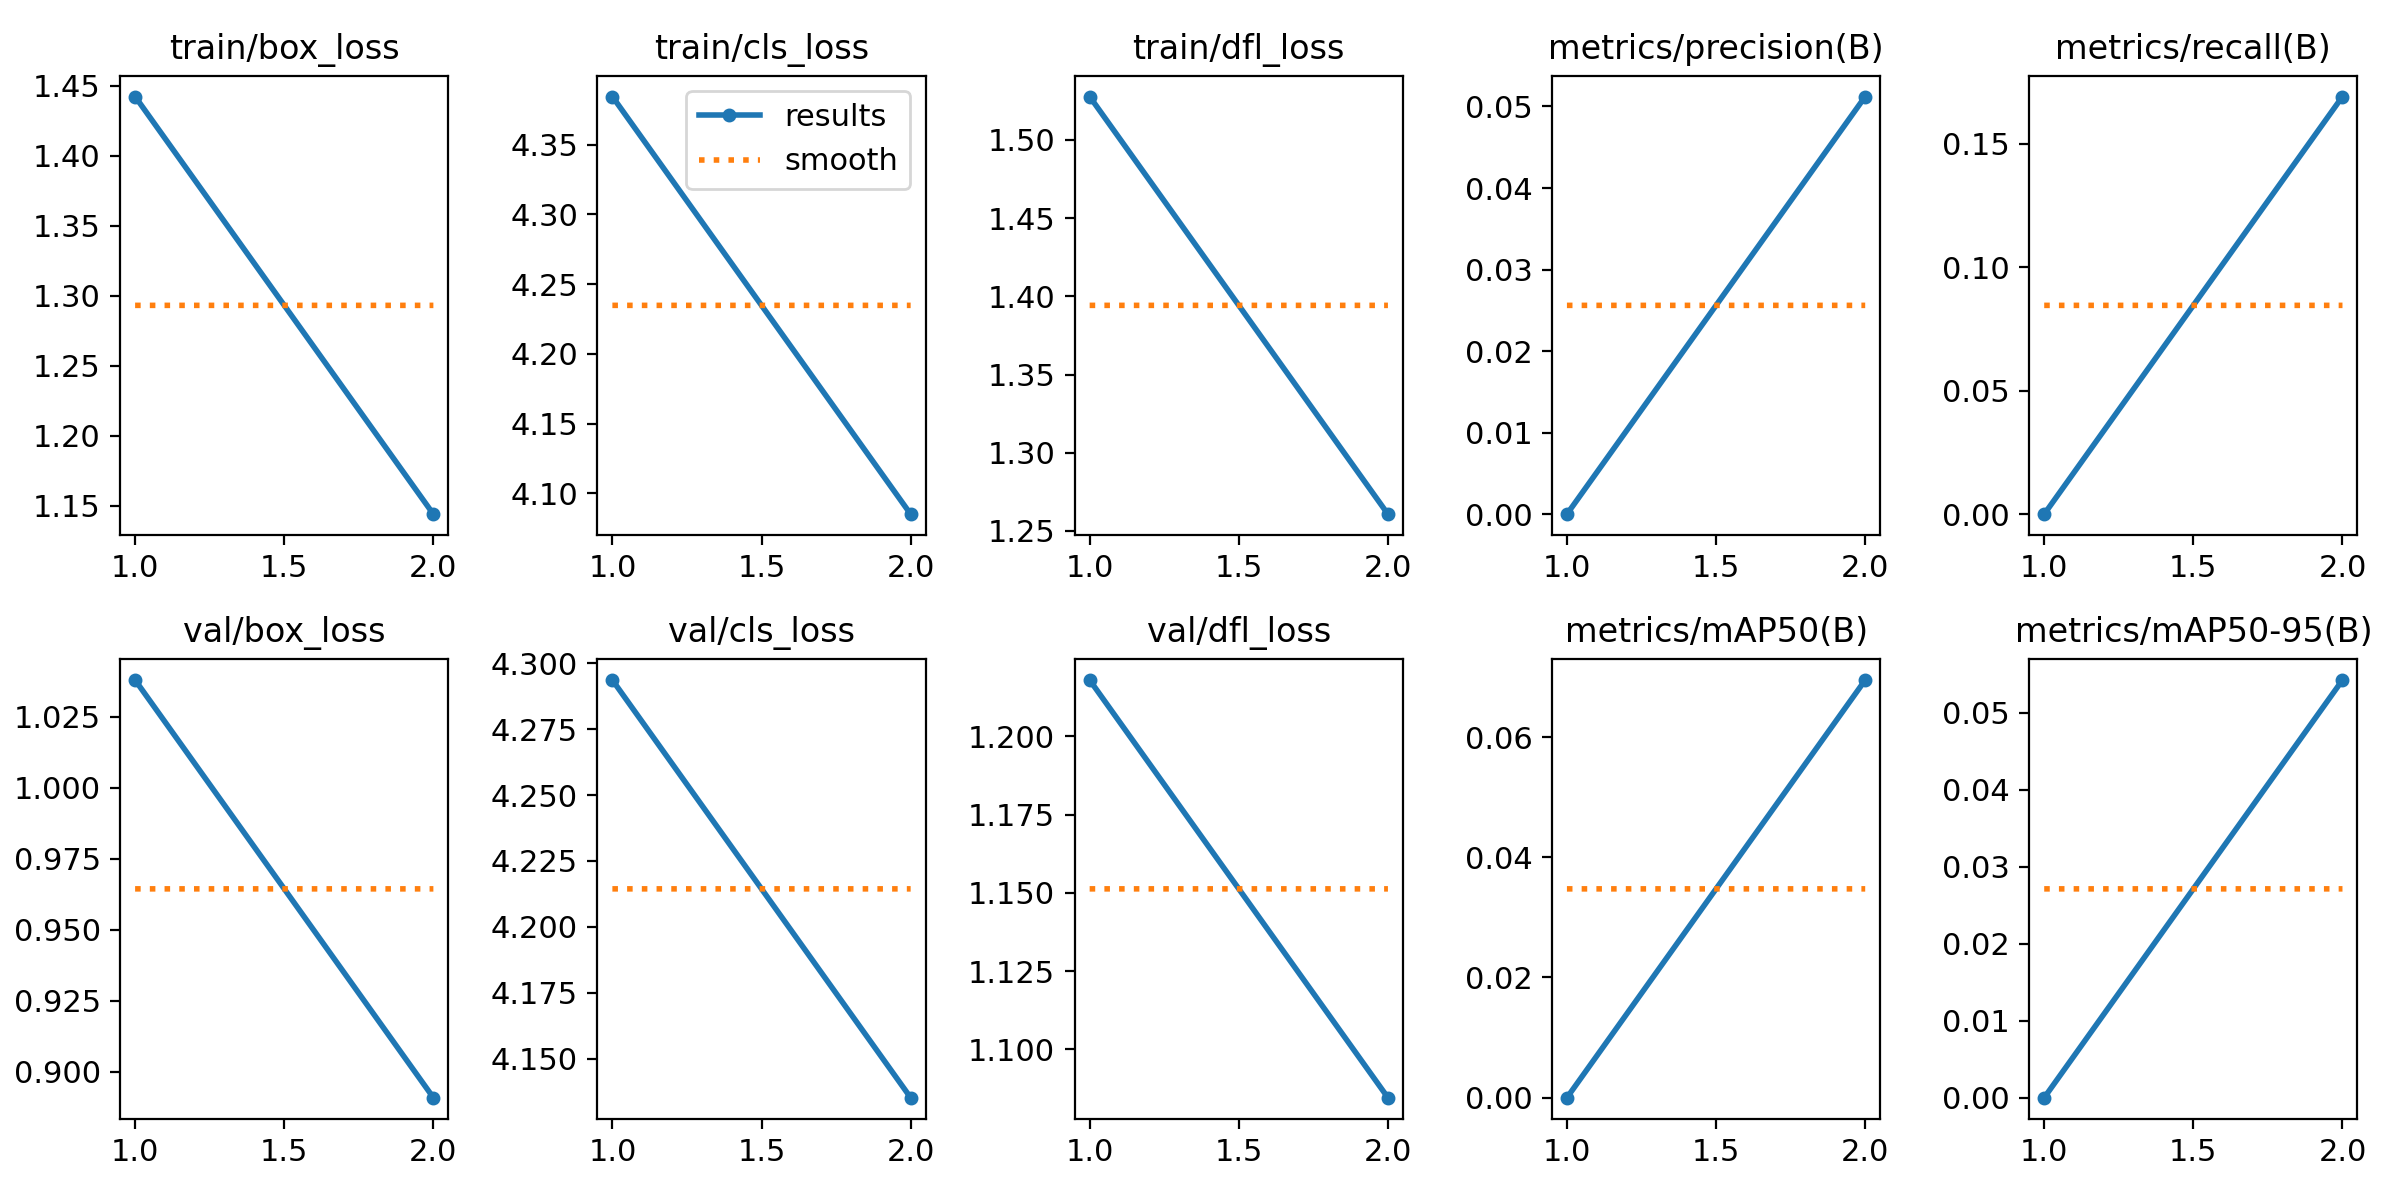 train/box_loss
1.45
1.40
1.35
1.30
1.25
1.20
1.15
1.0 1.5 2.0
train/cls_loss
results
smooth
4.35
4.30
4.25
4.20
4.15
4.10
1.0 1.5 2.0
train/dfl_loss
1.50
1.45
1.40
1.35
1.30
1.25
1.0 1.5 2.0
metrics/precision(B)
0.05
0.04
0.03
0.02
0.01
0.00
1.0 1.5 2.0
metrics/recall(B)
0.15
0.10
0.05
0.00
1.0 1.5 2.0
val/box_loss
1.025
1.000
0.975
0.950
0.925
0.900
1.0 1.5 2.0
val/cls_loss
4.300
4.275
4.250
4.225
4.200
4.175
4.150
1.0 1.5 2.0
val/dfl_loss
1.200
1.175
1.150
1.125
1.100
1.0 1.5 2.0
metrics/mAP50(B)
0.06
0.04
0.02
0.00
1.0 1.5 2.0
metrics/mAP50-95(B)
0.05
0.04
0.03
0.02
0.01
0.00
1.0 1.5 2.0